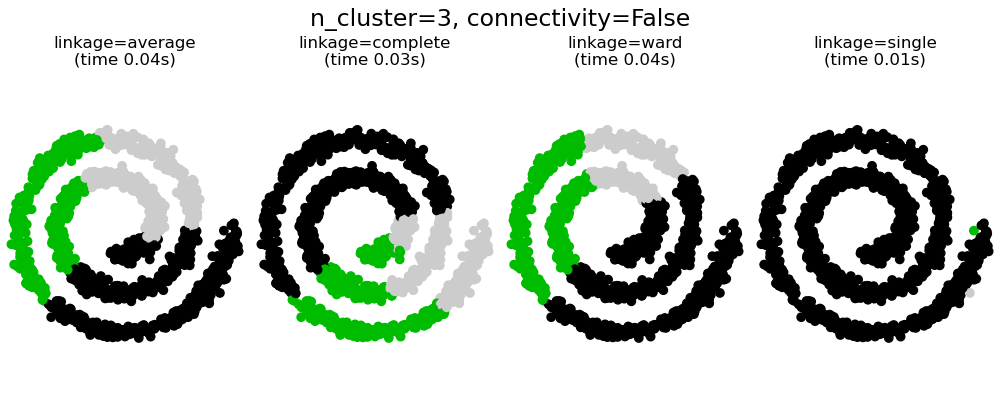 n_cluster=3, connectivity=False
linkage=average
(time 0.04s)
linkage=complete
(time 0.03s)
linkage=ward
(time 0.04s)
linkage=single
(time 0.01s)